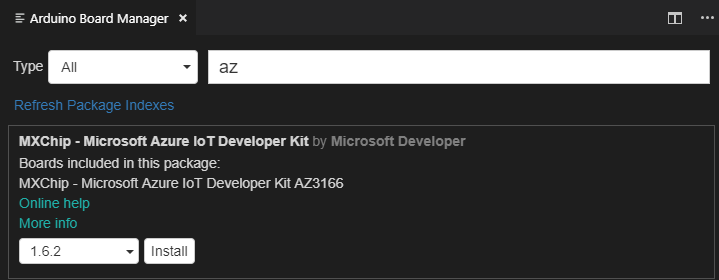 Arduino Board Manager ×
Type All az
Refresh Package Indexes
MXChip - Microsoft Azure IoT Developer Kit by Microsoft Developer
Boards included in this package:
MXChip - Microsoft Azure IoT Developer Kit AZ3166
Online help
More info
1.6.2 Install